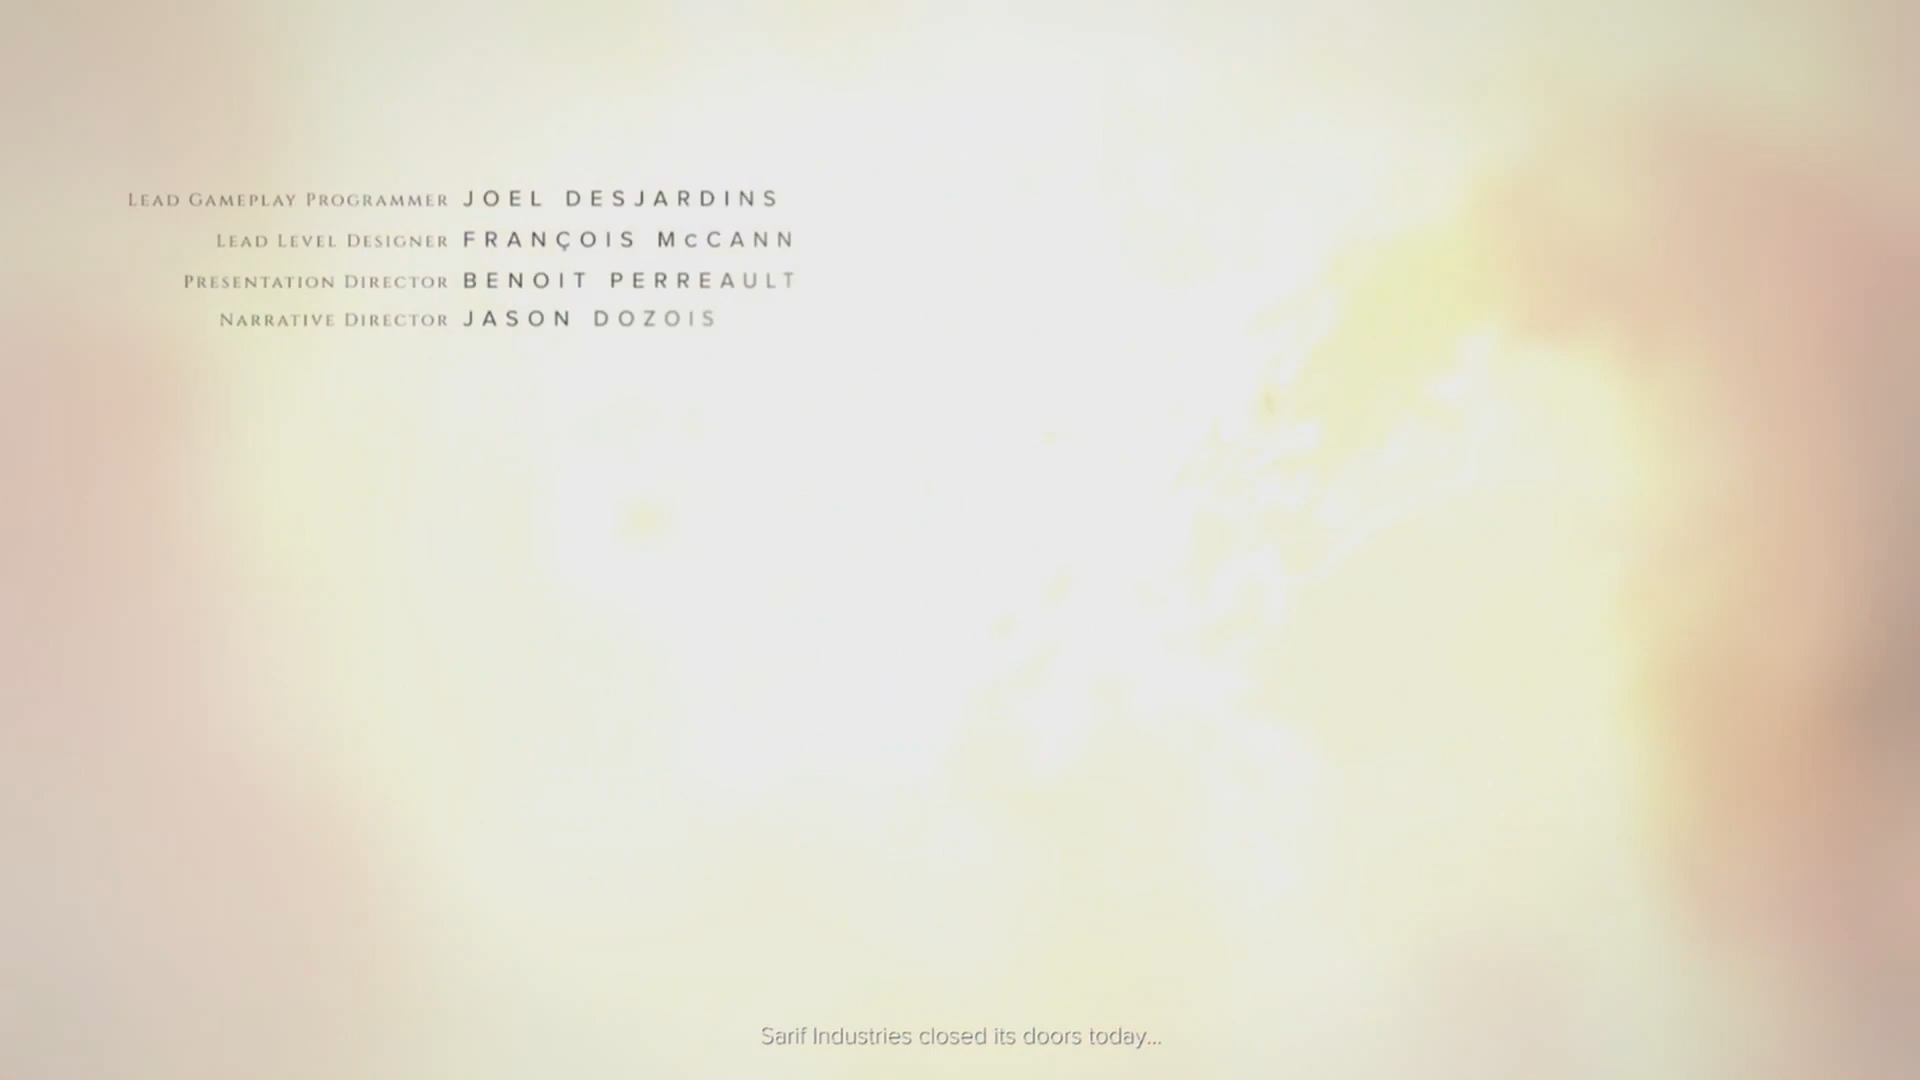 Lead Gameplay Programmer JOEL DESJARDINS
Lead Level Designer FRANÇOIS McCANN
Presentation Director BENOIT PERREAULT
Narrative Director JASON DOZOIS
Sarif Industries closed its doors today...